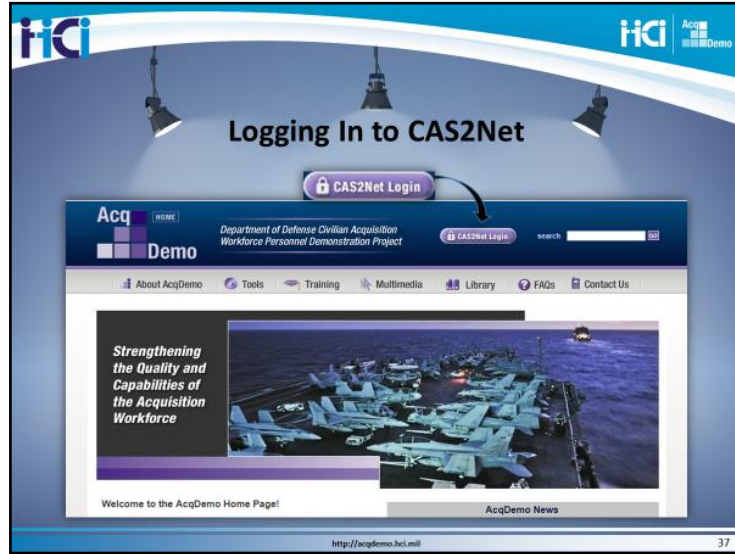 HCi
HCi
Acq
Demo
Logging In to CAS2Net
CAS2Net Login
Acq
HOME
Demo
Department of Defense Civilian Acquisition
Workforce Personnel Demonstration Project
CAS2Net Login
search
GO
About AcqDemo Tools Training Multimedia Library FAQs Contact Us
Strengthening
the Quality and
Capabilities of
the Acquisition
Workforce
Welcome to the AcqDemo Home Page!
AcqDemo News
http://acqdemo.hci.mil
37